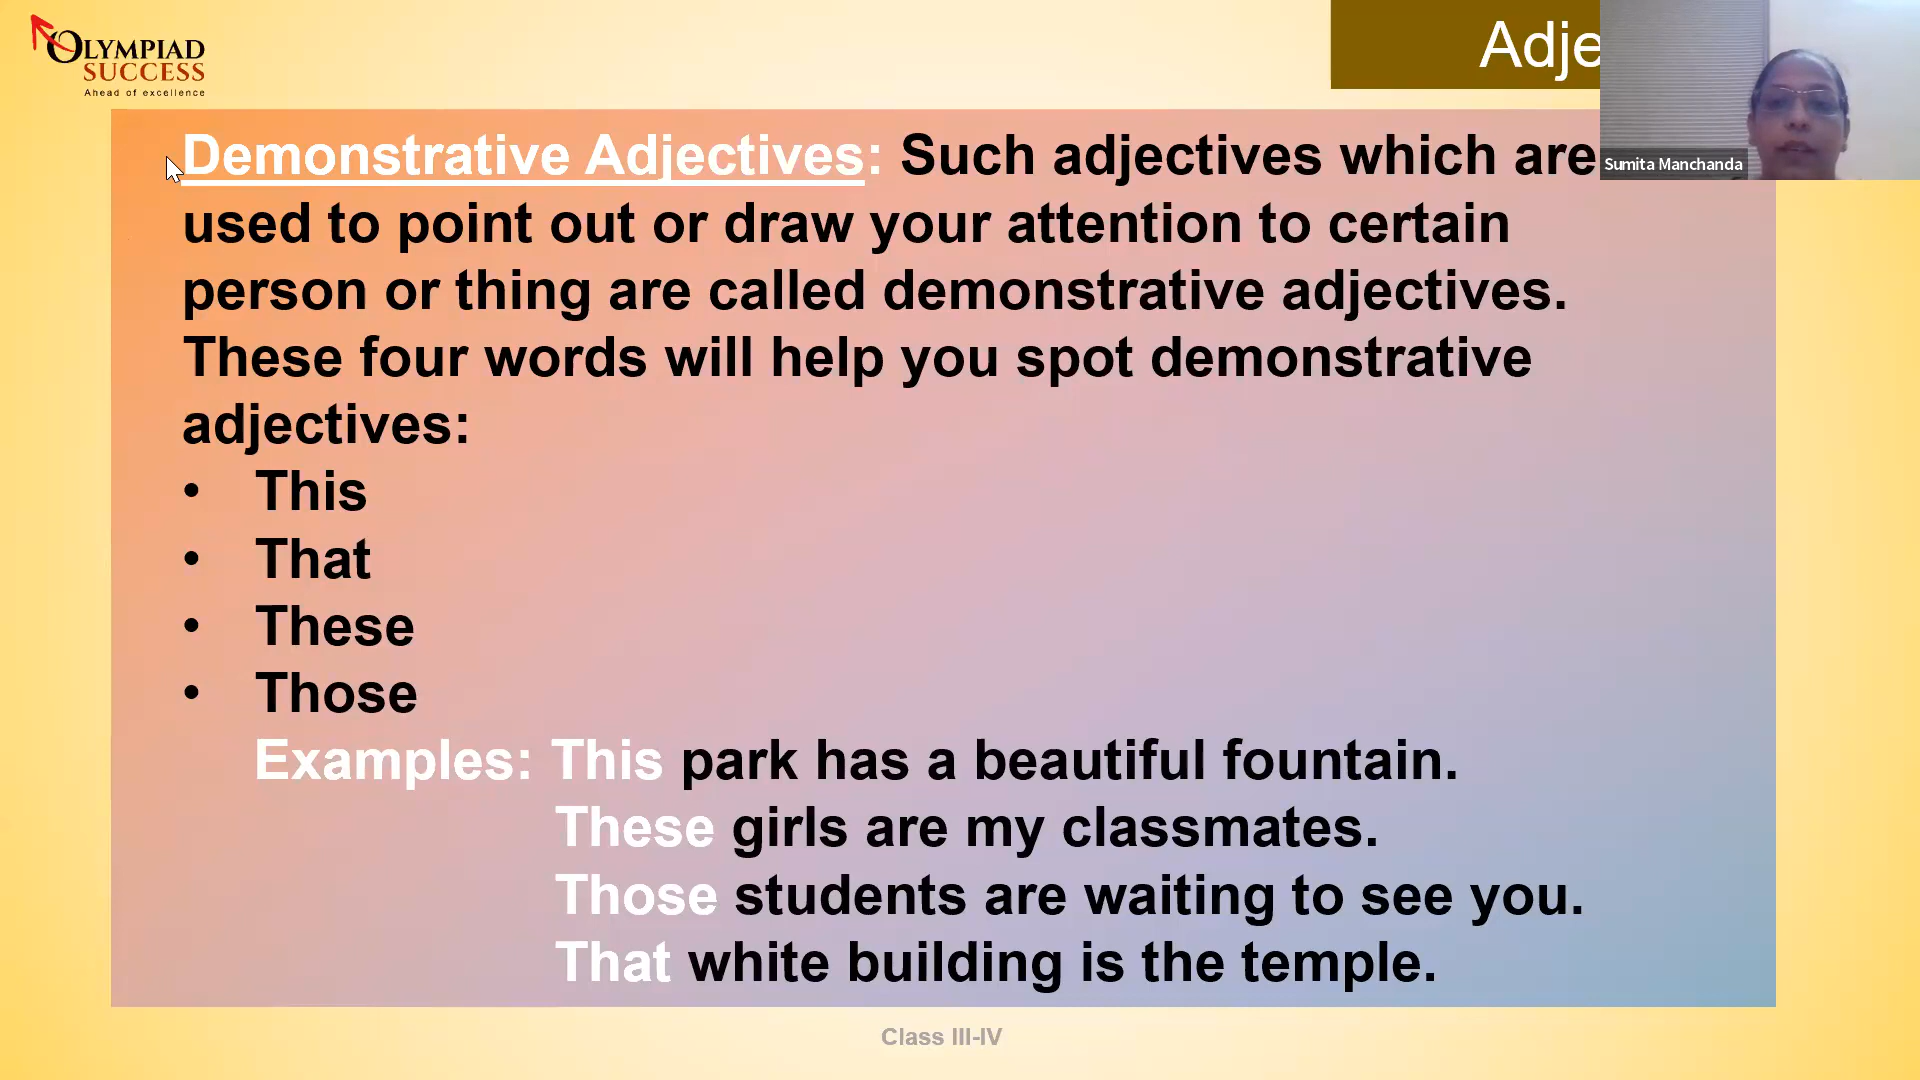 OLYMPIAD
SUCCESS
Ahead of excellence
Sumita Manchanda
Demonstrative Adjectives: Such adjectives which are
used to point out or draw your attention to certain
person or thing are called demonstrative adjectives.
These four words will help you spot demonstrative
adjectives:
• This
• That
• These
• Those
Examples: This park has a beautiful fountain.
These girls are my classmates.
Those students are waiting to see you.
That white building is the temple.
Class III-IV